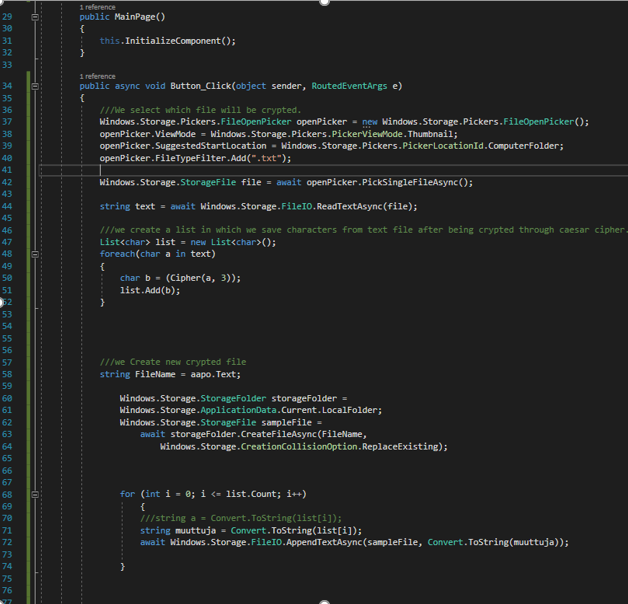 1 reference
29 public MainPage()
30 {
31 this.InitializeComponent();
32 }
33
1 reference
34 public async void Button_Click(object sender, RoutedEventArgs e)
35 {
36 ///We select which file will be crypted.
37 Windows.Storage.Pickers.FileOpenPicker openPicker = new Windows.Storage.Pickers.FileOpenPicker();
38 openPicker.ViewMode = Windows.Storage.Pickers.PickerViewMode.Thumbnail;
39 openPicker.SuggestedStartLocation = Windows.Storage.Pickers.PickerLocationId.ComputerFolder;
40 openPicker.FileTypeFilter.Add(".txt");
41
42 Windows.Storage.StorageFile file = await openPicker.PickSingleFileAsync();
43
44 string text = await Windows.Storage.FileIO.ReadTextAsync(file);
45
46 ///we create a list in which we save characters from text file after being crypted through caesar cipher.
47 List<char> list = new List<char>();
48 foreach(char a in text)
49 {
50 char b = (Cipher(a, 3));
51 list.Add(b);
52 }
53
54
55
56
57 ///we Create new crypted file
58 string FileName = aapo.Text;
59
60 Windows.Storage.StorageFolder storageFolder =
61 Windows.Storage.ApplicationData.Current.LocalFolder;
62 Windows.Storage.StorageFile sampleFile =
63 await storageFolder.CreateFileAsync(FileName,
64 Windows.Storage.CreationCollisionOption.ReplaceExisting);
65
66
67
68 for (int i = 0; i <= list.Count; i++)
69 {
70 ///string a = Convert.ToString(list[i]);
71 string muuttuja = Convert.ToString(list[i]);
72 await Windows.Storage.FileIO.AppendTextAsync(sampleFile, Convert.ToString(muuttuja));
73
74 }
75
76
77